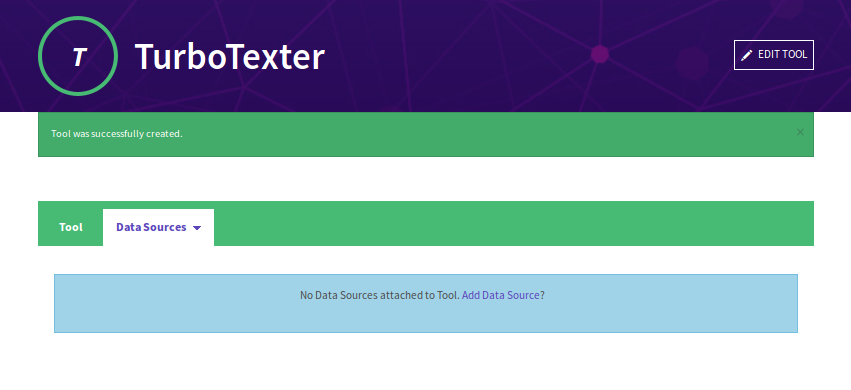 T
TurboTexter
EDIT TOOL
Tool was successfully created.
×
Tool
Data Sources
No Data Sources attached to Tool. Add Data Source?